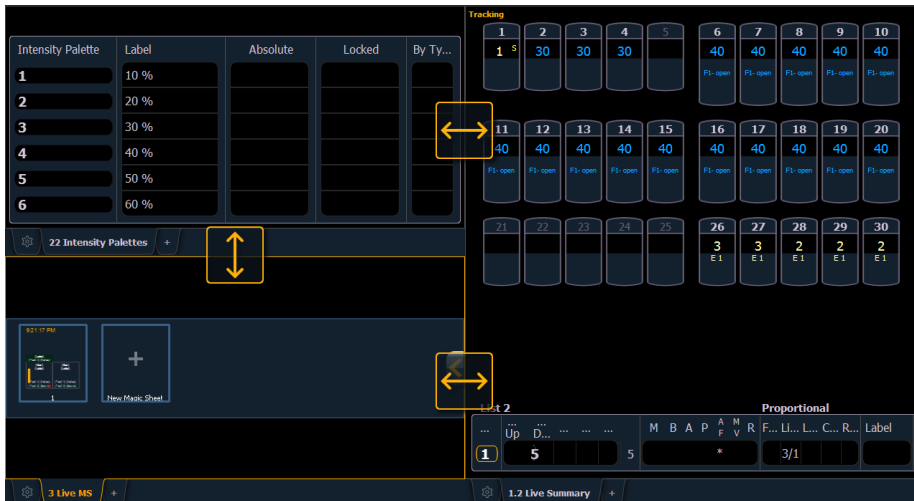 Tracking
1 2 3 4 5 6 7 8 9 10
1 S 30 30 30 40 40 40 40 40
F1- open F1- open F1- open F1- open F1- open
Intensity Palette Label Absolute Locked By Ty...
1 10 %
2 20 %
3 30 %
4 40 %
5 50 %
6 60 %
22 Intensity Palettes +
11 12 13 14 15 16 17 18 19 20
40 40 40 40 40 40 40 40 40 40
F1- open F1- open F1- open F1- open F1- open F1- open F1- open F1- open F1- open F1- open
21 22 23 24 25 26 27 28 29 30
3 3 2 2 2
E 1 E 1 E 1 E 1 E 1
9:21:17 PM
1
+
New Magic Sheet
3 Live MS +
List 2 Proportional
... ... Up ... D... ... ... ... M B A P A F M V R F... Li... L... C... R... Label
1 5 5 * 3/1
1.2 Live Summary +